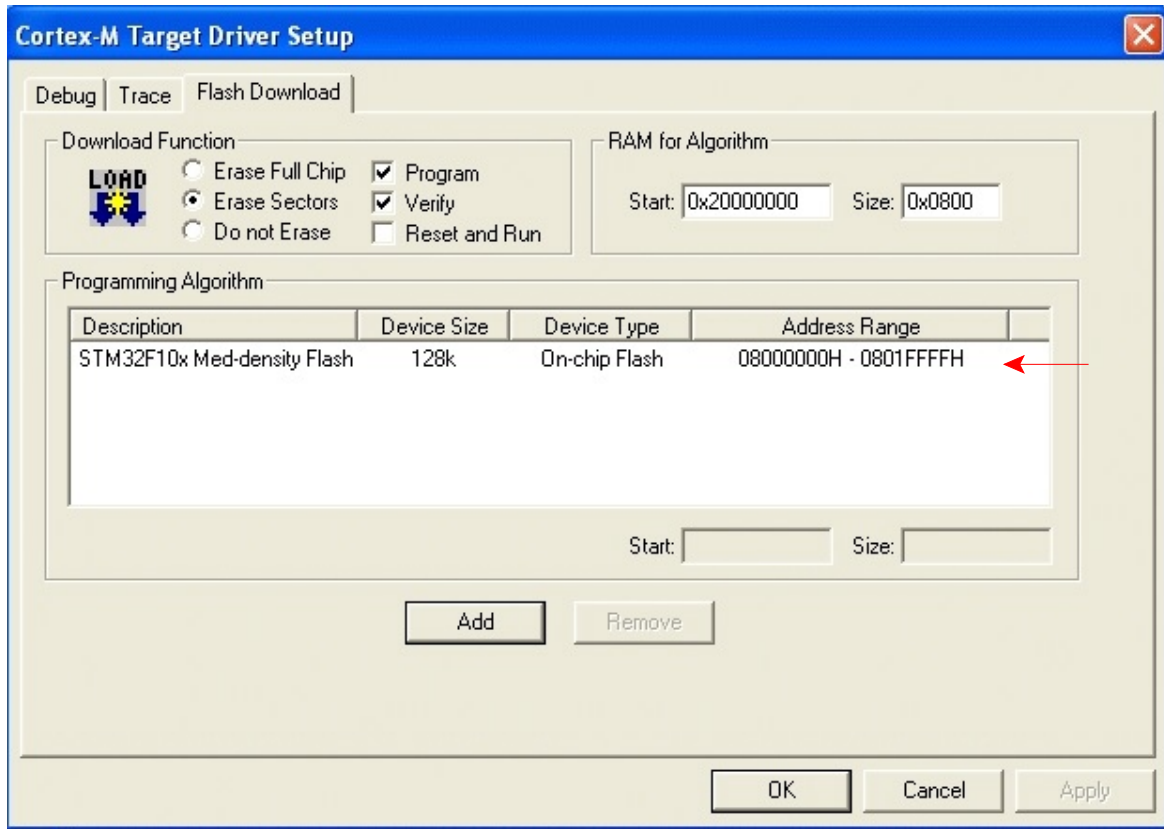 Cortex-M Target Driver Setup
Debug Trace Flash Download
Download Function
LOAD
Erase Full Chip
Erase Sectors
Do not Erase
Program
Verify
Reset and Run
RAM for Algorithm
Start: 0x20000000 Size: 0x0800
Programming Algorithm
Description Device Size Device Type Address Range
STM32F10x Med-density Flash 128k On-chip Flash 08000000H - 0801FFFFH
Start: Size:
Add Remove
OK Cancel Apply